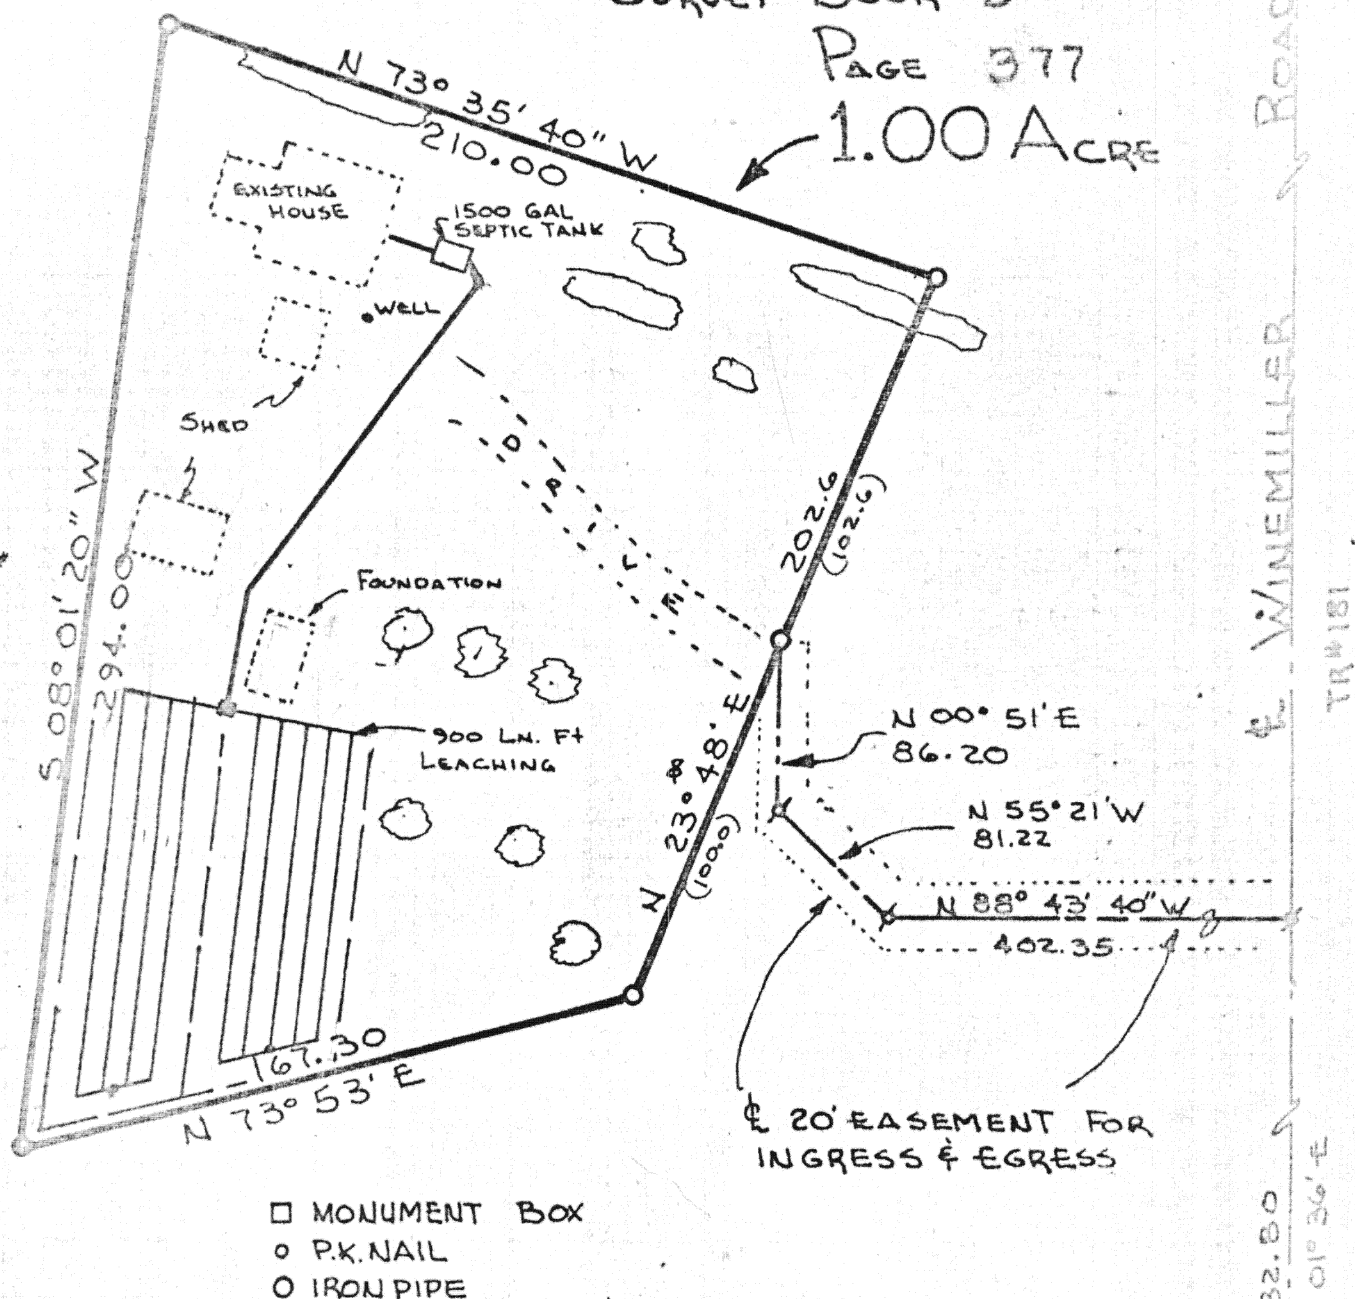 PAGE 377
1.00 ACRE
N 73° 35' 40" W
210.00
EXISTING
HOUSE
1500 GAL
SEPTIC TANK
WELL
SHED
DRIVE
S 08° 01' 20" W
294.00
FOUNDATION
900 LN. Ft
LEACHING
202.6
(102.6)
N 23° 48' E
(100.0)
N 00° 51' E
86.20
N 55° 21' W
81.22
N 88° 43' 40" W
402.35
167.30
N 73° 53' E
℄ 20' EASEMENT FOR
INGRESS & EGRESS
℄ WINEMILLER ROAD
TR#181
01° 36' E
□ MONUMENT BOX
○ P.K. NAIL
○ IRON PIPE